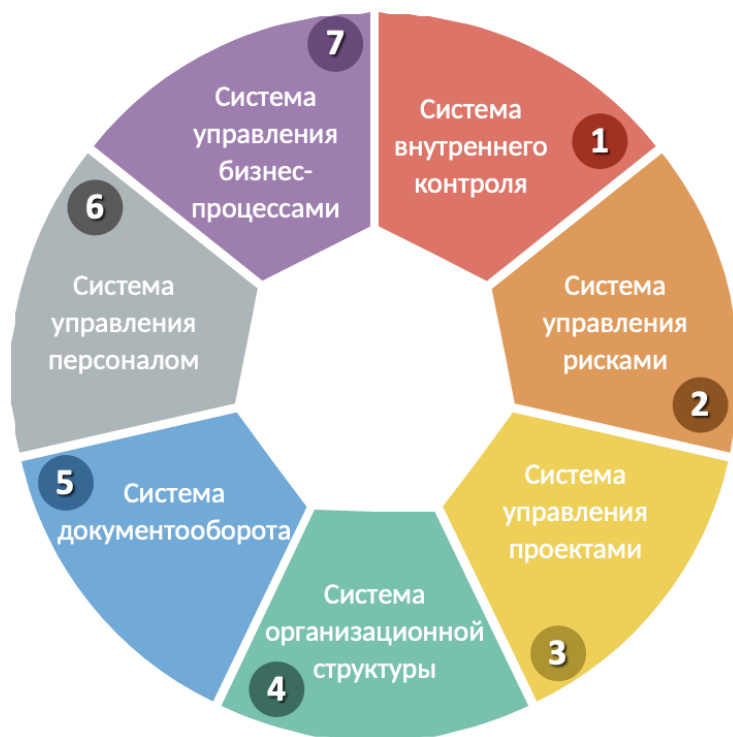 1
Система
внутреннего
контроля
2
Система
управления
рисками
3
Система
управления
проектами
4
Система
организационной
структуры
5
Система
документооборота
6
Система
управления
персоналом
7
Система
управления
бизнес-
процессами